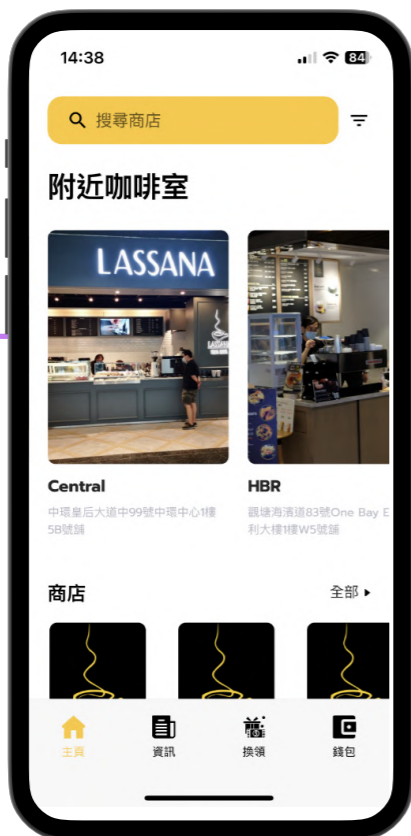 14:38
84
搜尋商店
附近咖啡室
LASSANA
Central
中環皇后大道中99號中環中心1樓
5B號舖
HBR
觀塘海濱道83號One Bay E
利大樓1樓W5號舖
商店
全部
主頁
資訊
換領
錢包